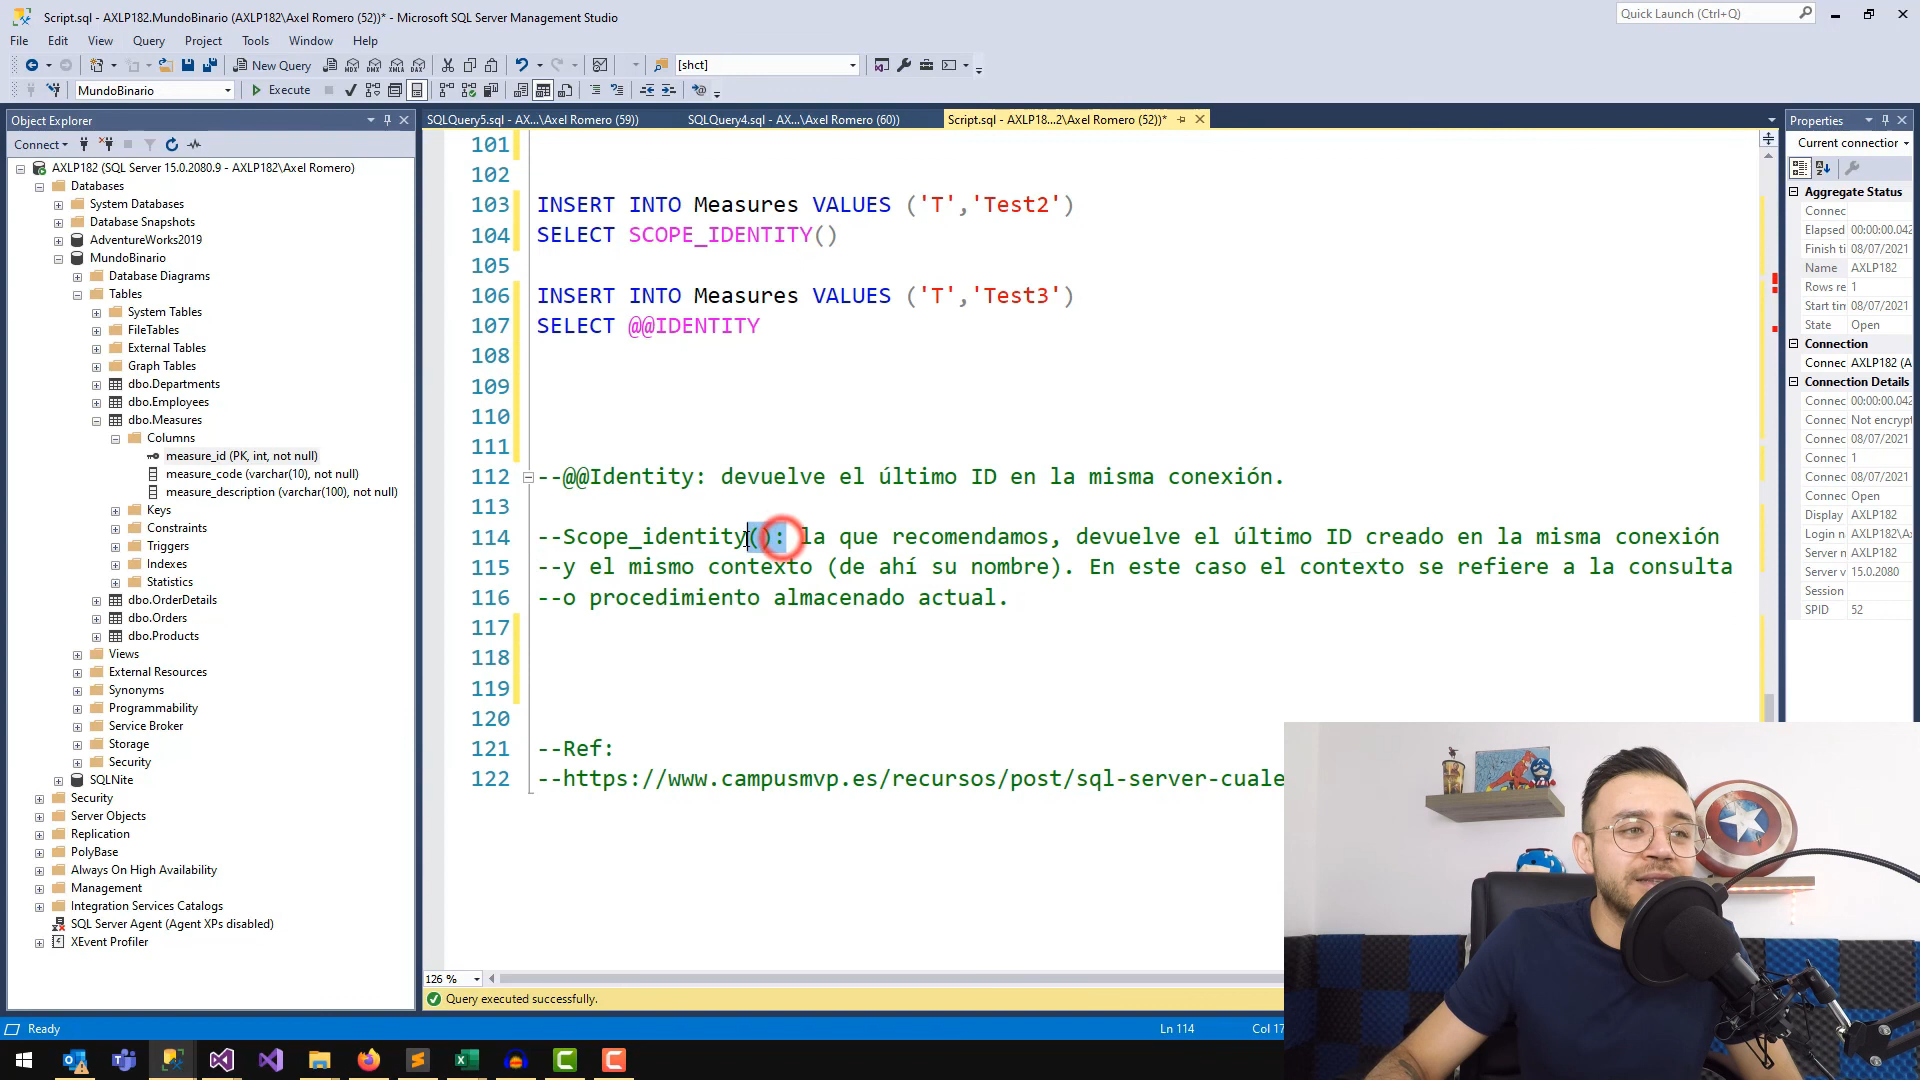 Script.sql - AXLP182.MundoBinario (AXLP182\Axel Romero (52))* - Microsoft SQL Server Management Studio
Quick Launch (Ctrl+Q)
File Edit View Query Project Tools Window Help
New Query
[shct]
MundoBinario
Execute
Object Explorer
SQLQuery5.sql - AX...\Axel Romero (59))
SQLQuery4.sql - AX...\Axel Romero (60))
Script.sql - AXLP18...2\Axel Romero (52))*
Properties
Connect
Current connection
AXLP182 (SQL Server 15.0.2080.9 - AXLP182\Axel Romero)
Databases
System Databases
Database Snapshots
AdventureWorks2019
MundoBinario
Database Diagrams
Tables
System Tables
FileTables
External Tables
Graph Tables
dbo.Departments
dbo.Employees
dbo.Measures
Columns
measure_id (PK, int, not null)
measure_code (varchar(10), not null)
measure_description (varchar(100), not null)
Keys
Constraints
Triggers
Indexes
Statistics
dbo.OrderDetails
dbo.Orders
dbo.Products
Views
External Resources
Synonyms
Programmability
Service Broker
Storage
Security
SQLNite
Security
Server Objects
Replication
PolyBase
Always On High Availability
Management
Integration Services Catalogs
SQL Server Agent (Agent XPs disabled)
XEvent Profiler
101
102
103 INSERT INTO Measures VALUES ('T','Test2')
104 SELECT SCOPE_IDENTITY()
105
106 INSERT INTO Measures VALUES ('T','Test3')
107 SELECT @@IDENTITY
108
109
110
111
112 --@@Identity: devuelve el último ID en la misma conexión.
113
114 --Scope_identity(): la que recomendamos, devuelve el último ID creado en la misma conexión
115 --y el mismo contexto (de ahí su nombre). En este caso el contexto se refiere a la consulta
116 --o procedimiento almacenado actual.
117
118
119
120
121 --Ref:
122 --https://www.campusmvp.es/recursos/post/sql-server-cuale
Aggregate Status
Connec
Elapsed 00:00:00.042
Finish ti 08/07/2021
Name AXLP182
Rows re 1
Start tim 08/07/2021
State Open
Connection
Connec AXLP182 (A
Connection Details
Connec 00:00:00.042
Connec Not encryp
Connec 08/07/2021
Connec 1
Connec 08/07/2021
Connec Open
Display AXLP182
Login n AXLP182\Ax
Server n AXLP182
Server v 15.0.2080
Session
SPID 52
126 %
Query executed successfully.
Ready
Ln 114
Col 17